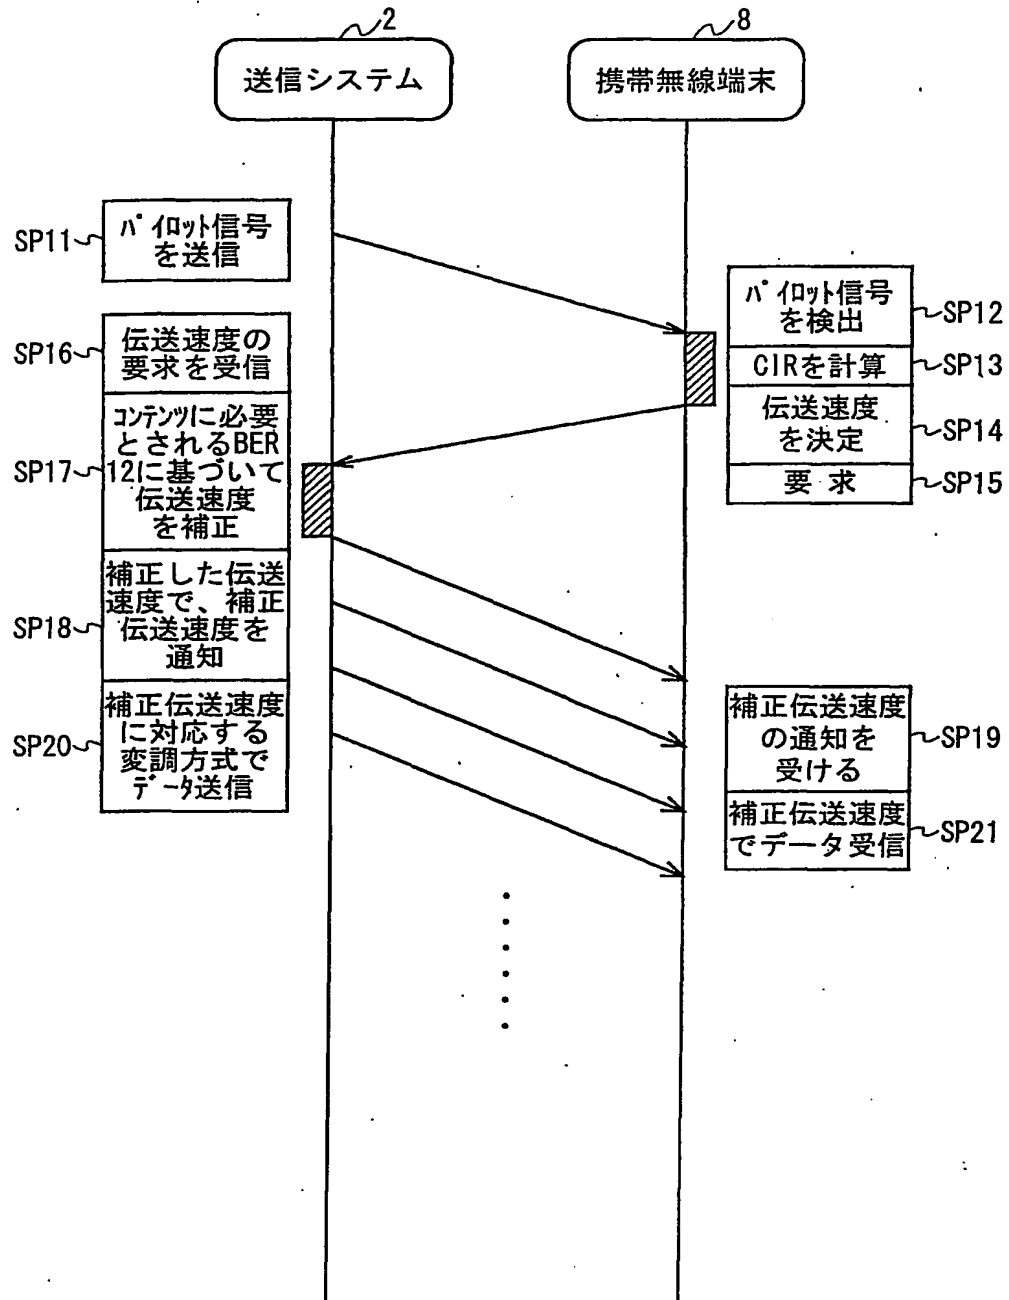 2
8
送信システム
携帯無線端末
SP11
パイロット信号
を送信
パイロット信号
を検出
SP12
SP16
伝送速度の
要求を受信
CIRを計算
SP13
伝送速度
を決定
SP14
要 求
SP15
SP17
コンテンツに必要
とされるBER
12に基づいて
伝送速度
を補正
SP18
補正した伝送
速度で、補正
伝送速度を
通知
SP20
補正伝送速度
に対応する
変調方式で
データ送信
補正伝送速度
の通知を
受ける
SP19
補正伝送速度
でデータ受信
SP21